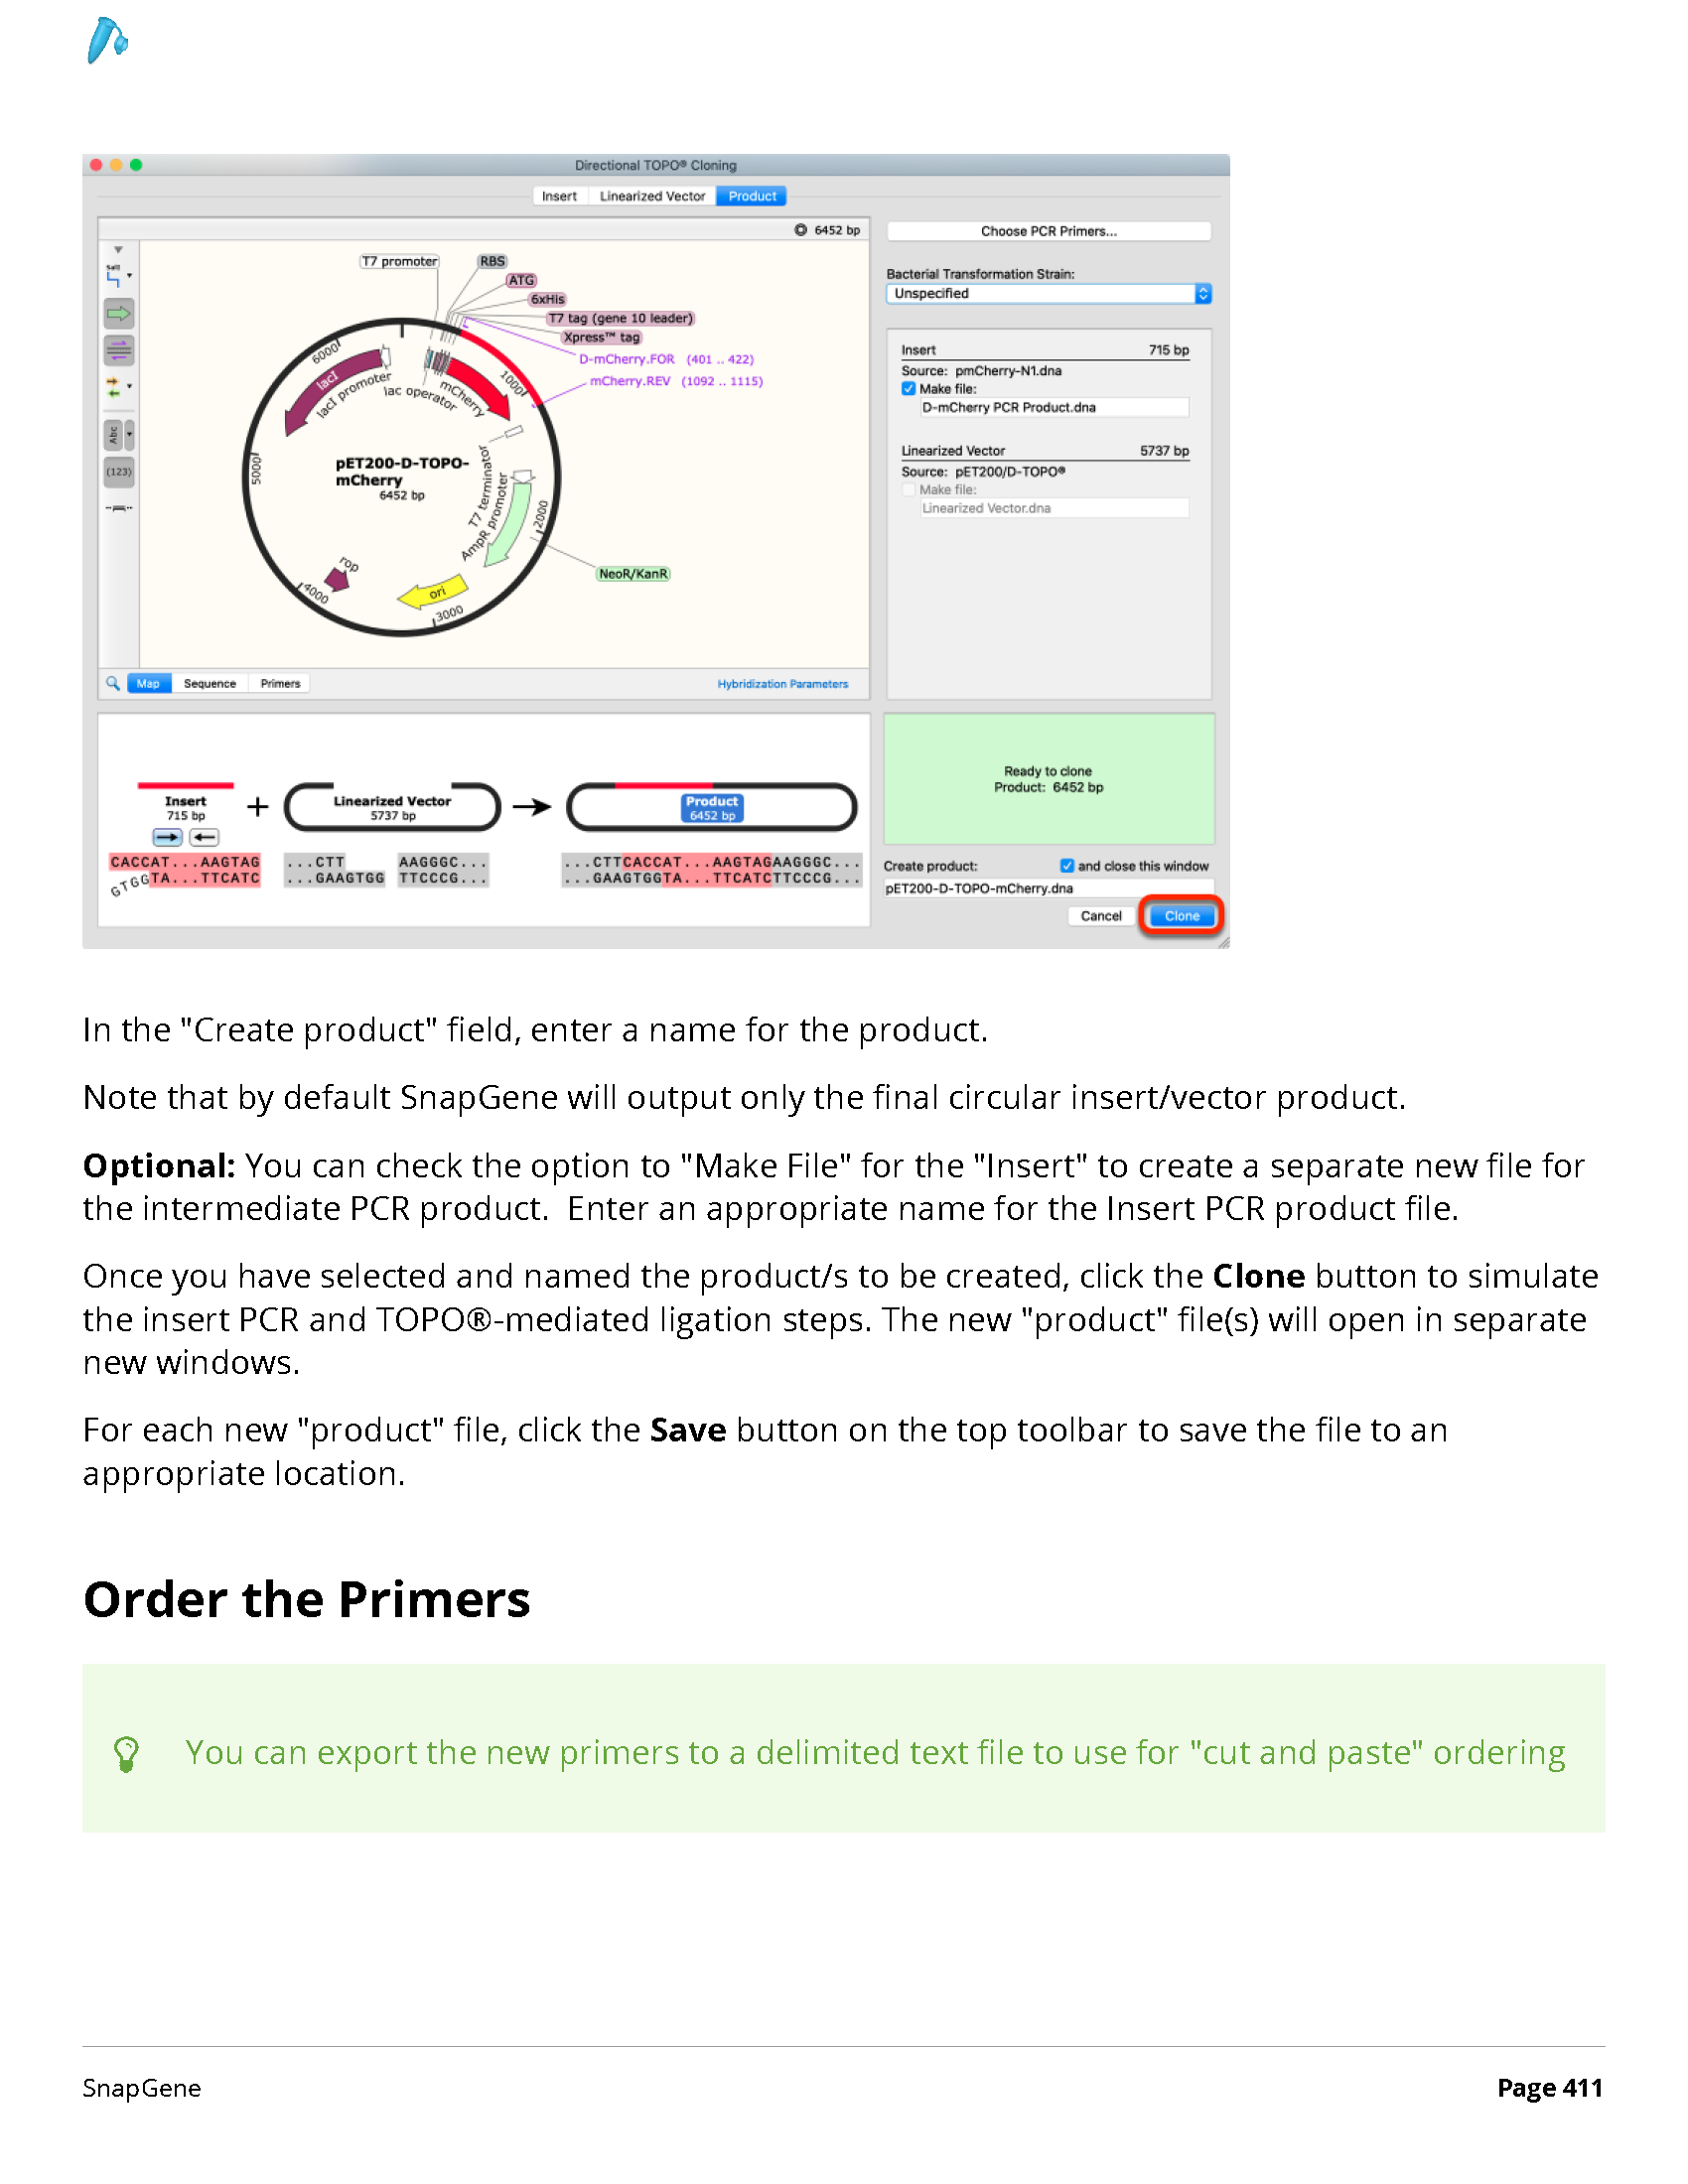 Directional TOPO® Cloning
Insert Linearized Vector Product
6452 bp
Choose PCR Primers...
Bacterial Transformation Strain:
Unspecified
SalI
Abc
(123)
T7 promoter
RBS
ATG
6xHis
T7 tag (gene 10 leader)
Xpress™ tag
D-mCherry.FOR (401 .. 422)
mCherry.REV (1092 .. 1115)
6000
1000
lacI
lacI promoter
lac operator
mCherry
5000
pET200-D-TOPO-
mCherry
6452 bp
T7 terminator
AmpR promoter
2000
NeoR/KanR
rop
4000
ori
3000
Insert 715 bp
Source: pmCherry-N1.dna
Make file:
D-mCherry PCR Product.dna
Linearized Vector 5737 bp
Source: pET200/D-TOPO®
Make file:
Linearized Vector.dna
Map Sequence Primers
Hybridization Parameters
Insert
715 bp
+
Linearized Vector
5737 bp
Product
6452 bp
CACCAT...AAGTAG ...CTT AAGGGC... ...CTTCACCAT...AAGTAGAAGGGC...
GTGGTA...TTCATC ...GAAGTGG TTCCCG... ...GAAGTGGTA...TTCATCTTCCCG...
Ready to clone
Product: 6452 bp
Create product: and close this window
pET200-D-TOPO-mCherry.dna
Cancel Clone
In the "Create product" field, enter a name for the product.
Note that by default SnapGene will output only the final circular insert/vector product.
Optional: You can check the option to "Make File" for the "Insert" to create a separate new file for
the intermediate PCR product.  Enter an appropriate name for the Insert PCR product file.
Once you have selected and named the product/s to be created, click the Clone button to simulate
the insert PCR and TOPO®-mediated ligation steps. The new "product" file(s) will open in separate
new windows.
For each new "product" file, click the Save button on the top toolbar to save the file to an
appropriate location.
Order the Primers
You can export the new primers to a delimited text file to use for "cut and paste" ordering
SnapGene Page 411